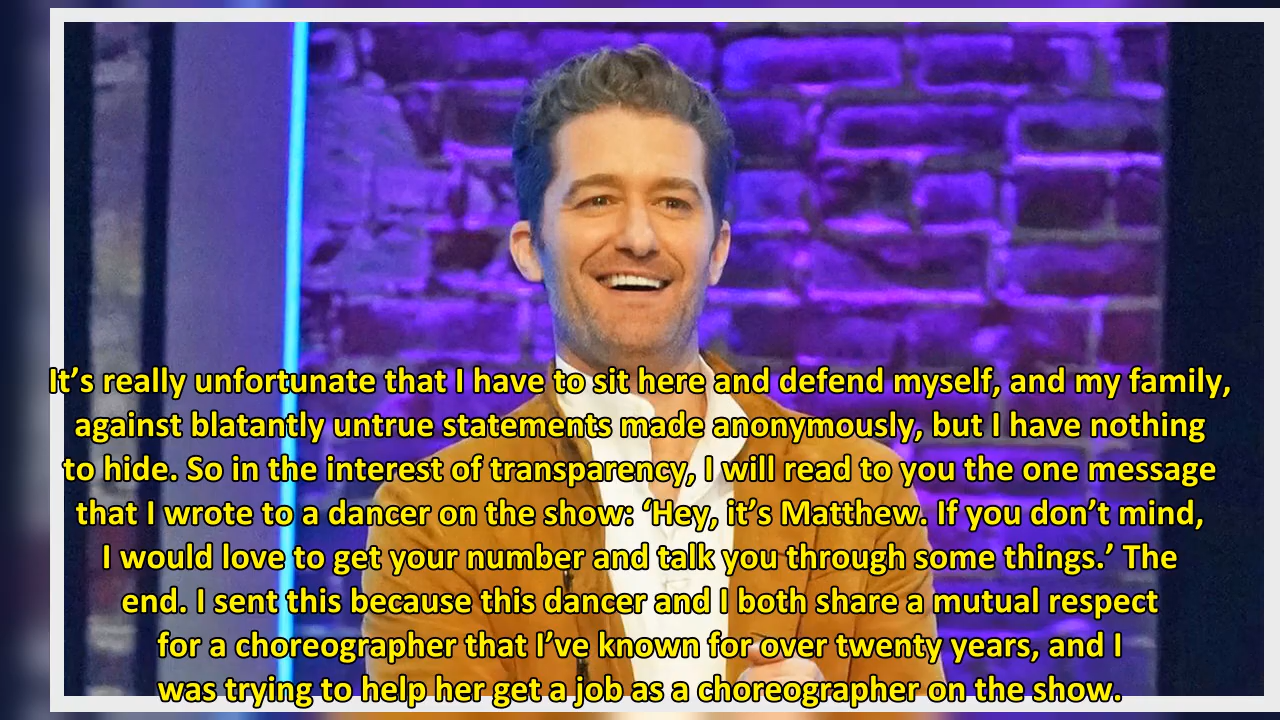 It’s really unfortunate that I have to sit here and defend myself, and my family,
against blatantly untrue statements made anonymously, but I have nothing
to hide. So in the interest of transparency, I will read to you the one message
that I wrote to a dancer on the show: ‘Hey, it’s Matthew. If you don’t mind,
I would love to get your number and talk you through some things.’ The
end. I sent this because this dancer and I both share a mutual respect
for a choreographer that I’ve known for over twenty years, and I
was trying to help her get a job as a choreographer on the show.